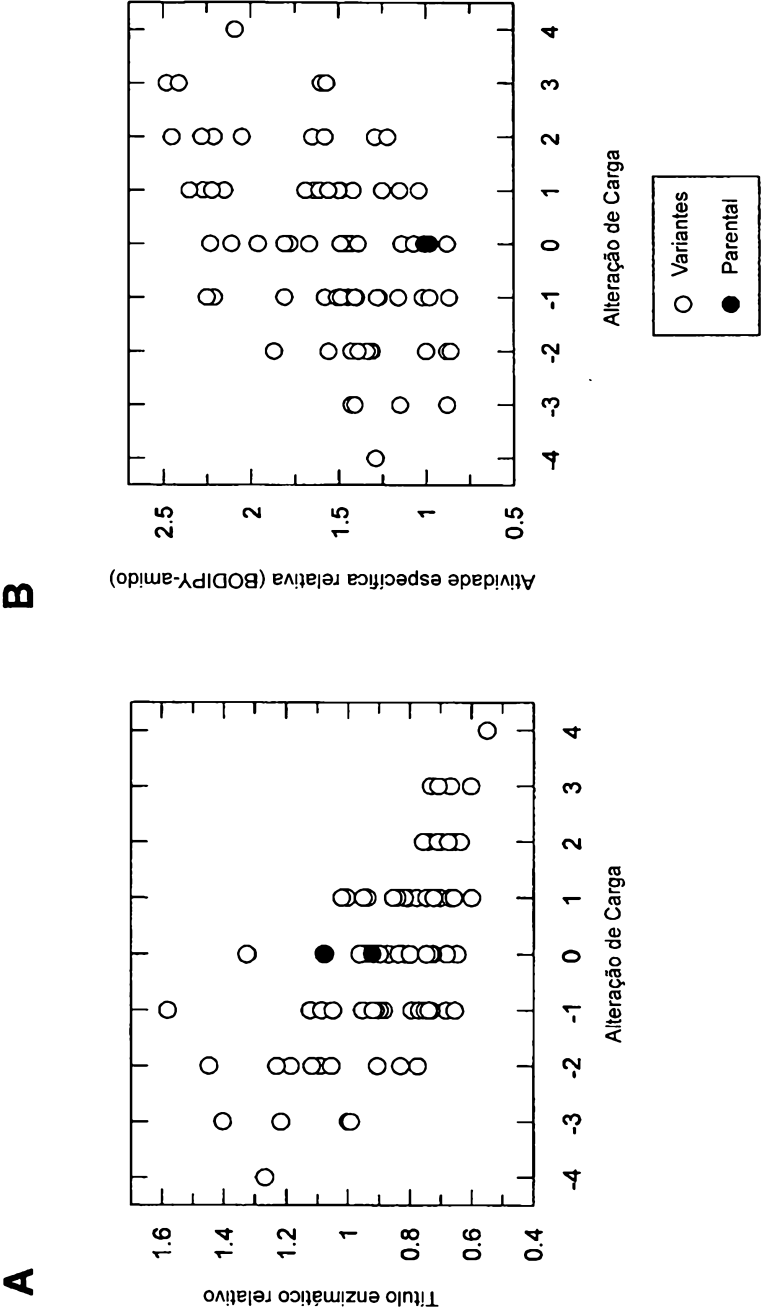 A
Título enzimático relativo
1.6
1.4
1.2
1
0.8
0.6
0.4
-4 -3 -2 -1 0 1 2 3 4
Alteração de Carga
B
Atividade específica relativa (BODIPY-amido)
2.5
2
1.5
1
0.5
-4 -3 -2 -1 0 1 2 3 4
Alteração de Carga
Variantes
Parental